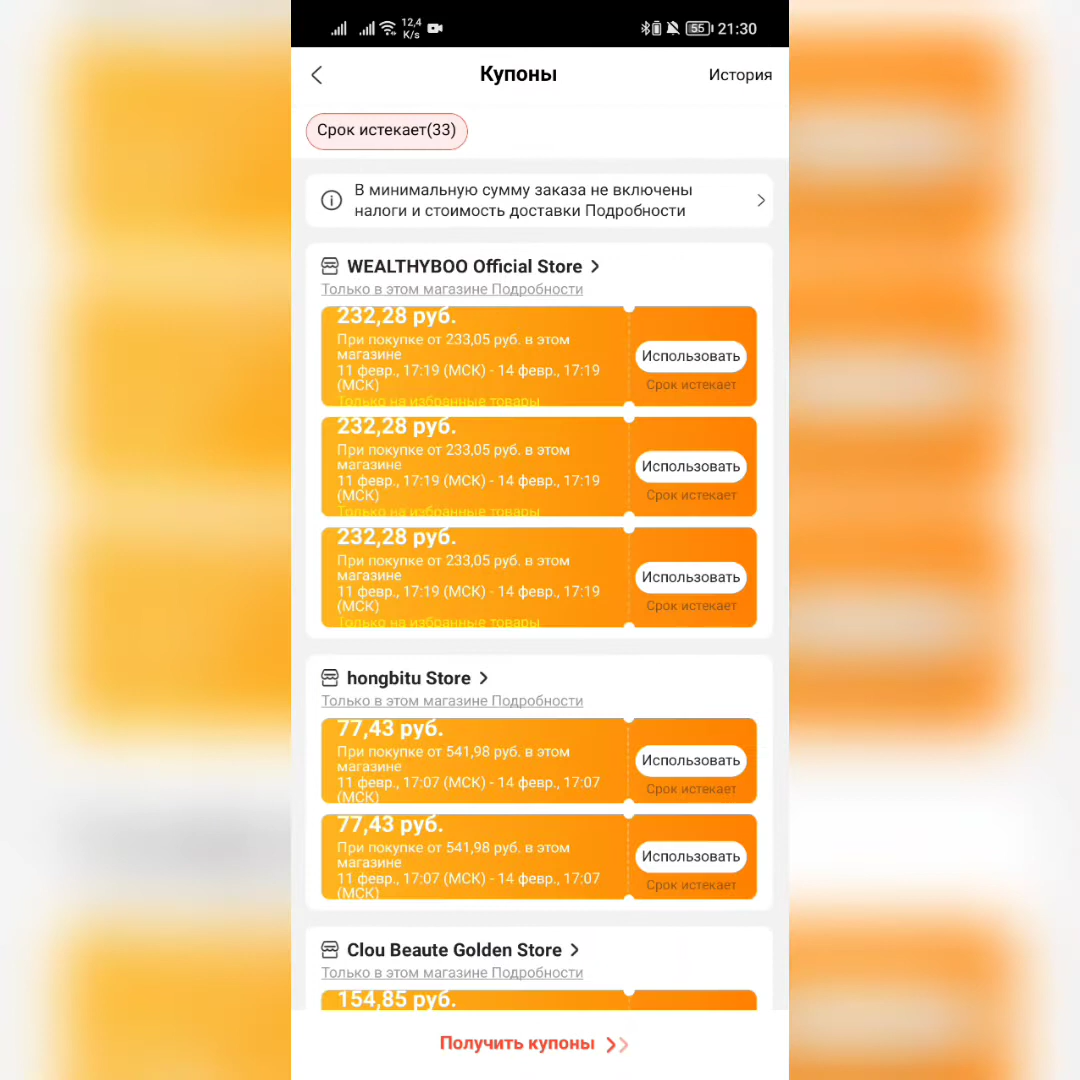 12,4
K/s
55
21:30
Купоны
История
Срок истекает(33)
В минимальную сумму заказа не включены
налоги и стоимость доставки Подробности
WEALTHYBOO Official Store
Только в этом магазине Подробности
232,28 руб.
При покупке от 233,05 руб. в этом
магазине
11 февр., 17:19 (МСК) - 14 февр., 17:19
(МСК)
Только на избранные товары
Использовать
Срок истекает
232,28 руб.
При покупке от 233,05 руб. в этом
магазине
11 февр., 17:19 (МСК) - 14 февр., 17:19
(МСК)
Только на избранные товары
Использовать
Срок истекает
232,28 руб.
При покупке от 233,05 руб. в этом
магазине
11 февр., 17:19 (МСК) - 14 февр., 17:19
(МСК)
Только на избранные товары
Использовать
Срок истекает
hongbitu Store
Только в этом магазине Подробности
77,43 руб.
При покупке от 541,98 руб. в этом
магазине
11 февр., 17:07 (МСК) - 14 февр., 17:07
(МСК)
Использовать
Срок истекает
77,43 руб.
При покупке от 541,98 руб. в этом
магазине
11 февр., 17:07 (МСК) - 14 февр., 17:07
(МСК)
Использовать
Срок истекает
Clou Beaute Golden Store
Только в этом магазине Подробности
154,85 руб.
Получить купоны